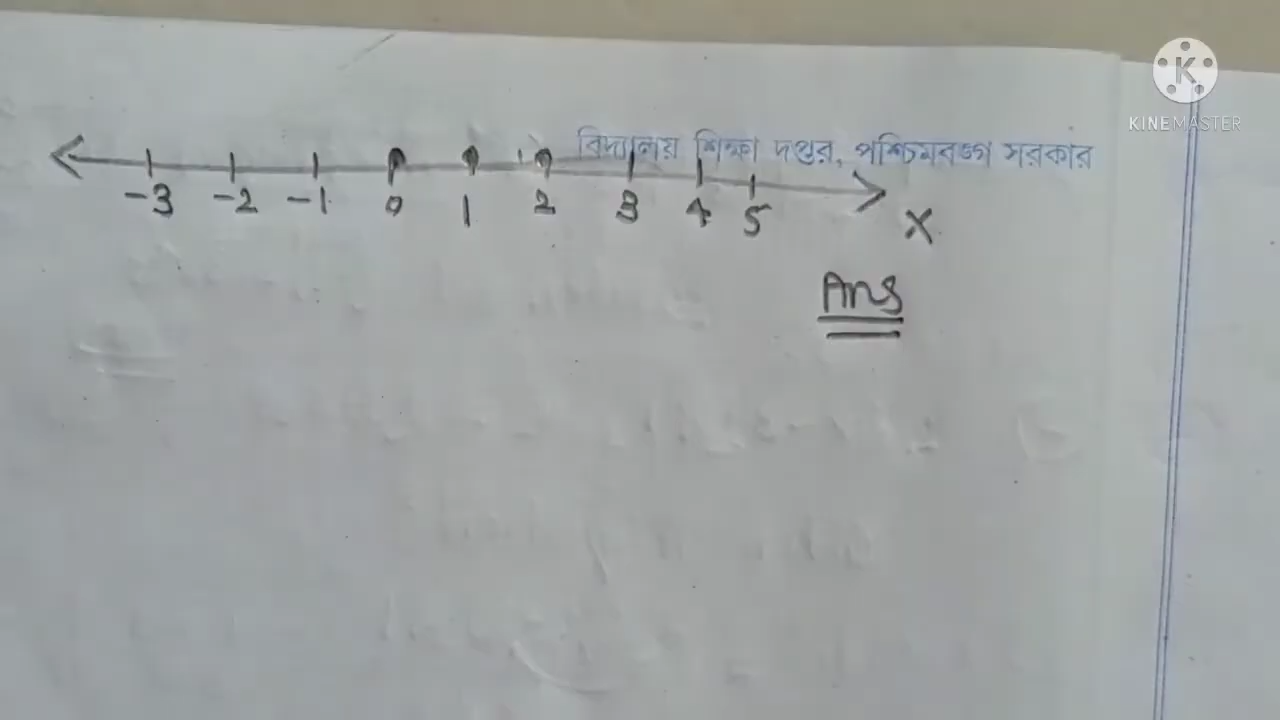 বিদ্যালয় শিক্ষা দপ্তর, পশ্চিমবঙ্গ সরকার
-3 -2 -1 0 1 2 3 4 5
X
Ans
K
KINEMASTER